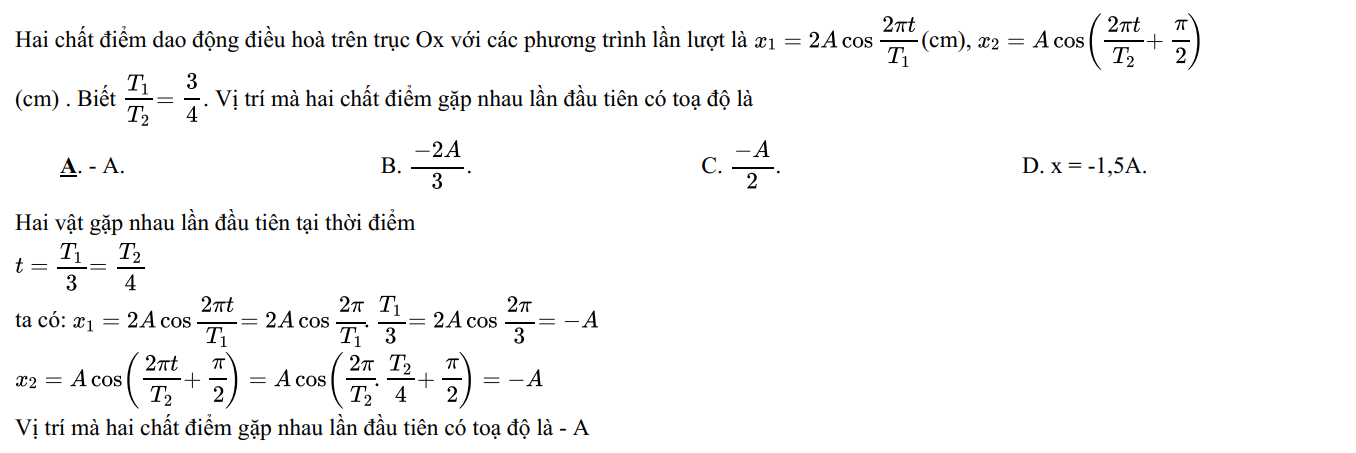 Hai chất điểm dao động điều hoà trên trục Ox với các phương trình lần lượt là $x_1 = 2A\cos\frac{2\pi t}{T_1}$ (cm), $x_2 = A\cos\left(\frac{2\pi t}{T_2} + \frac{\pi}{2}\right)$
(cm) . Biết $\frac{T_1}{T_2} = \frac{3}{4}$. Vị trí mà hai chất điểm gặp nhau lần đầu tiên có toạ độ là
A. - A. B. $\frac{-2A}{3}$. C. $\frac{-A}{2}$. D. x = -1,5A.
Hai vật gặp nhau lần đầu tiên tại thời điểm
$t = \frac{T_1}{3} = \frac{T_2}{4}$
ta có: $x_1 = 2A\cos\frac{2\pi t}{T_1} = 2A\cos\frac{2\pi}{T_1}.\frac{T_1}{3} = 2A\cos\frac{2\pi}{3} = -A$
$x_2 = A\cos\left(\frac{2\pi t}{T_2} + \frac{\pi}{2}\right) = A\cos\left(\frac{2\pi}{T_2}.\frac{T_2}{4} + \frac{\pi}{2}\right) = -A$
Vị trí mà hai chất điểm gặp nhau lần đầu tiên có toạ độ là - A